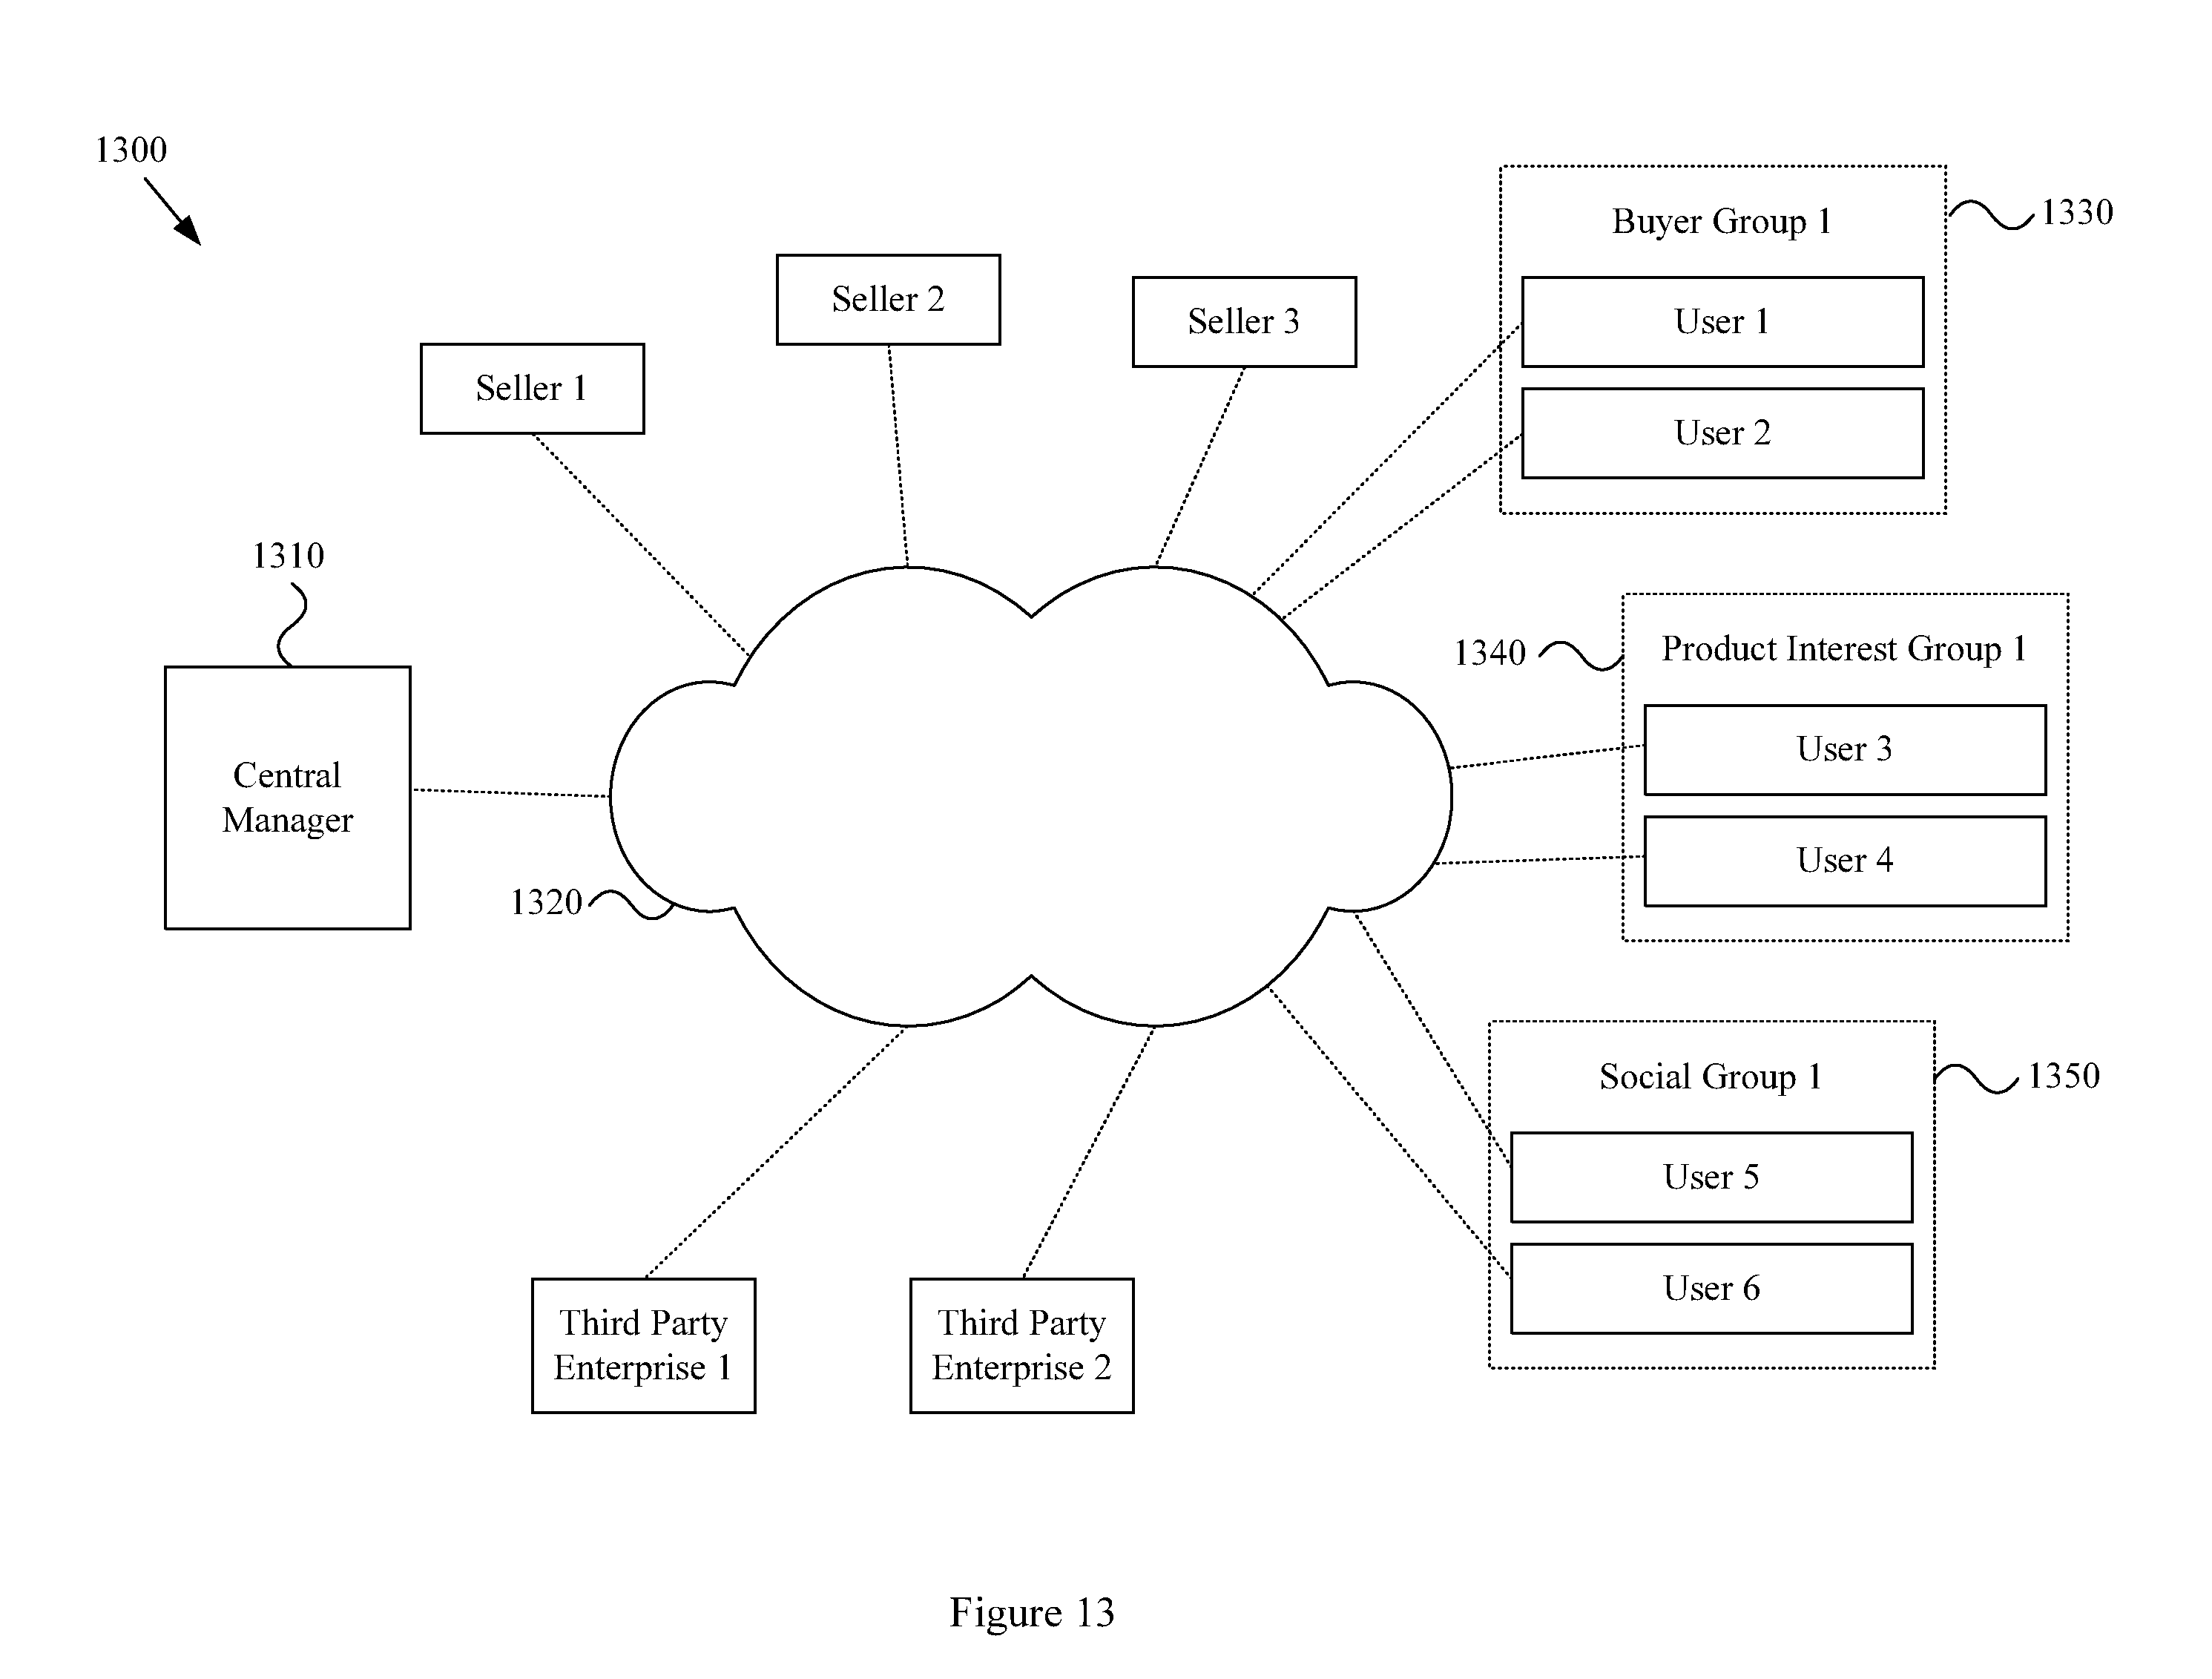 1300
Buyer Group 1
1330
User 1
User 2
Seller 2
Seller 3
Seller 1
1310
Central
Manager
1320
1340
Product Interest Group 1
User 3
User 4
Social Group 1
1350
User 5
User 6
Third Party
Enterprise 1
Third Party
Enterprise 2
Figure 13